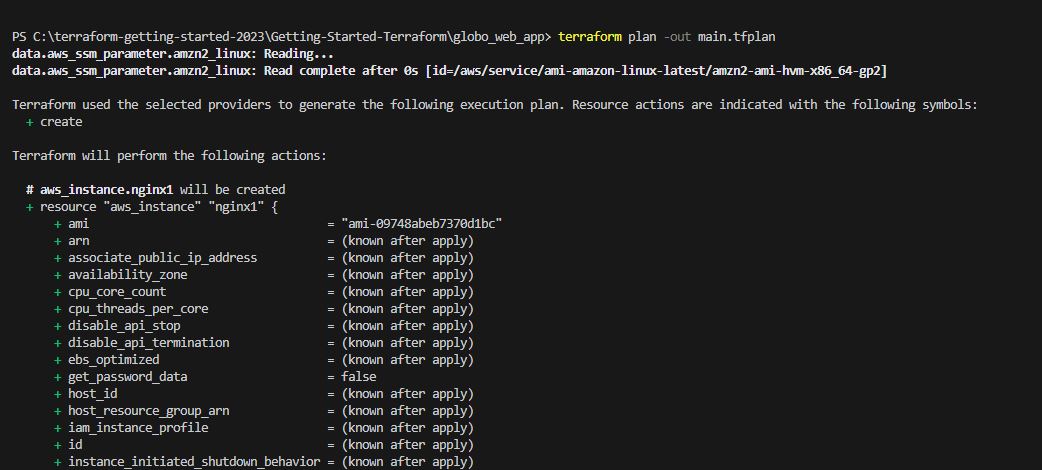 PS C:\terraform-getting-started-2023\Getting-Started-Terraform\globo_web_app> terraform plan -out main.tfplan
data.aws_ssm_parameter.amzn2_linux: Reading...
data.aws_ssm_parameter.amzn2_linux: Read complete after 0s [id=/aws/service/ami-amazon-linux-latest/amzn2-ami-hvm-x86_64-gp2]
Terraform used the selected providers to generate the following execution plan. Resource actions are indicated with the following symbols:
+ create
Terraform will perform the following actions:
# aws_instance.nginx1 will be created
+ resource "aws_instance" "nginx1" {
+ ami = "ami-09748abeb7370d1bc"
+ arn = (known after apply)
+ associate_public_ip_address = (known after apply)
+ availability_zone = (known after apply)
+ cpu_core_count = (known after apply)
+ cpu_threads_per_core = (known after apply)
+ disable_api_stop = (known after apply)
+ disable_api_termination = (known after apply)
+ ebs_optimized = (known after apply)
+ get_password_data = false
+ host_id = (known after apply)
+ host_resource_group_arn = (known after apply)
+ iam_instance_profile = (known after apply)
+ id = (known after apply)
+ instance_initiated_shutdown_behavior = (known after apply)